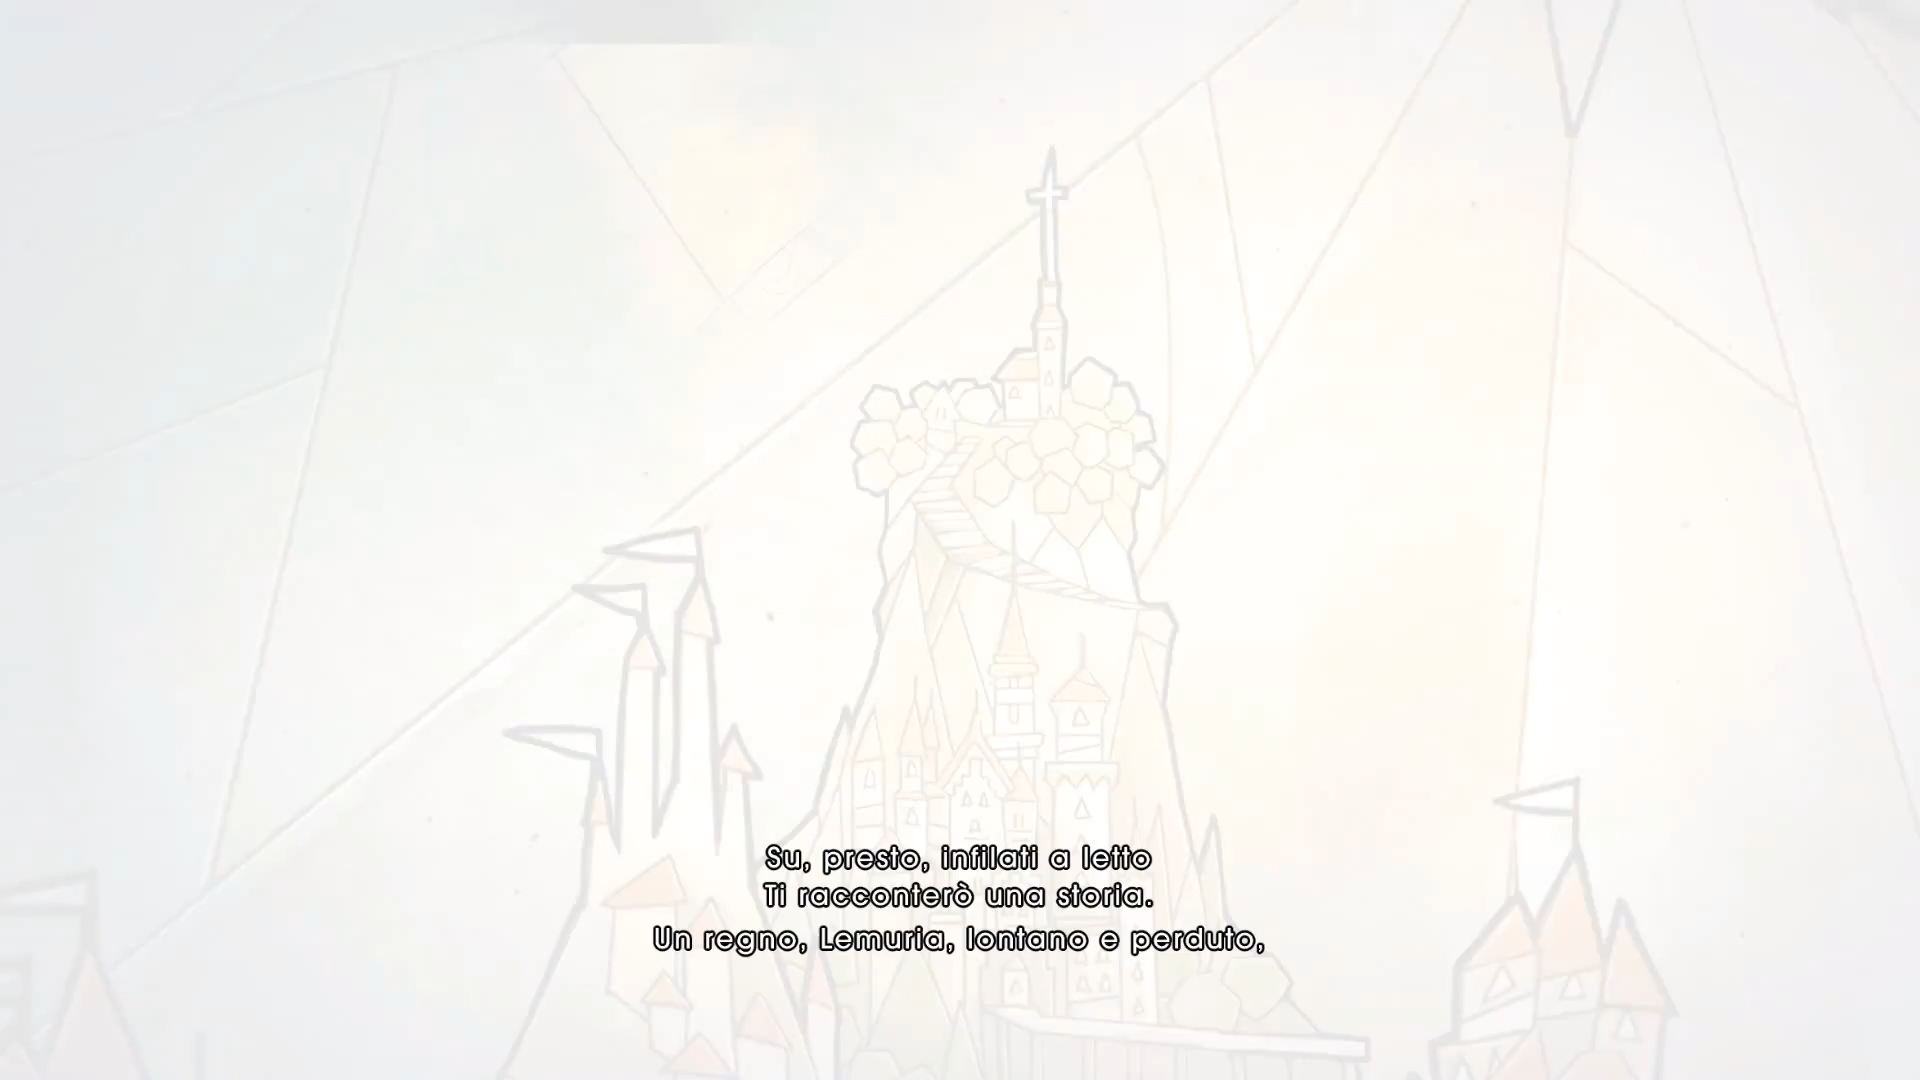 Su, presto, infilati a letto
Ti racconterò una storia.
Un regno, Lemuria, lontano e perduto,